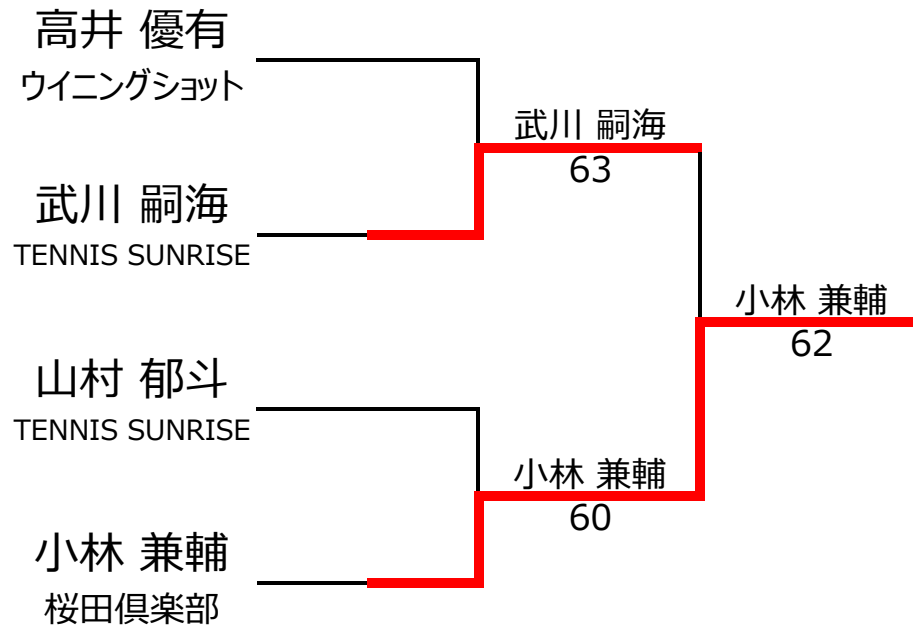 高井 優有
ウイニングショット
武川 嗣海
63
武川 嗣海
TENNIS SUNRISE
小林 兼輔
62
山村 郁斗
TENNIS SUNRISE
小林 兼輔
60
小林 兼輔
桜田倶楽部